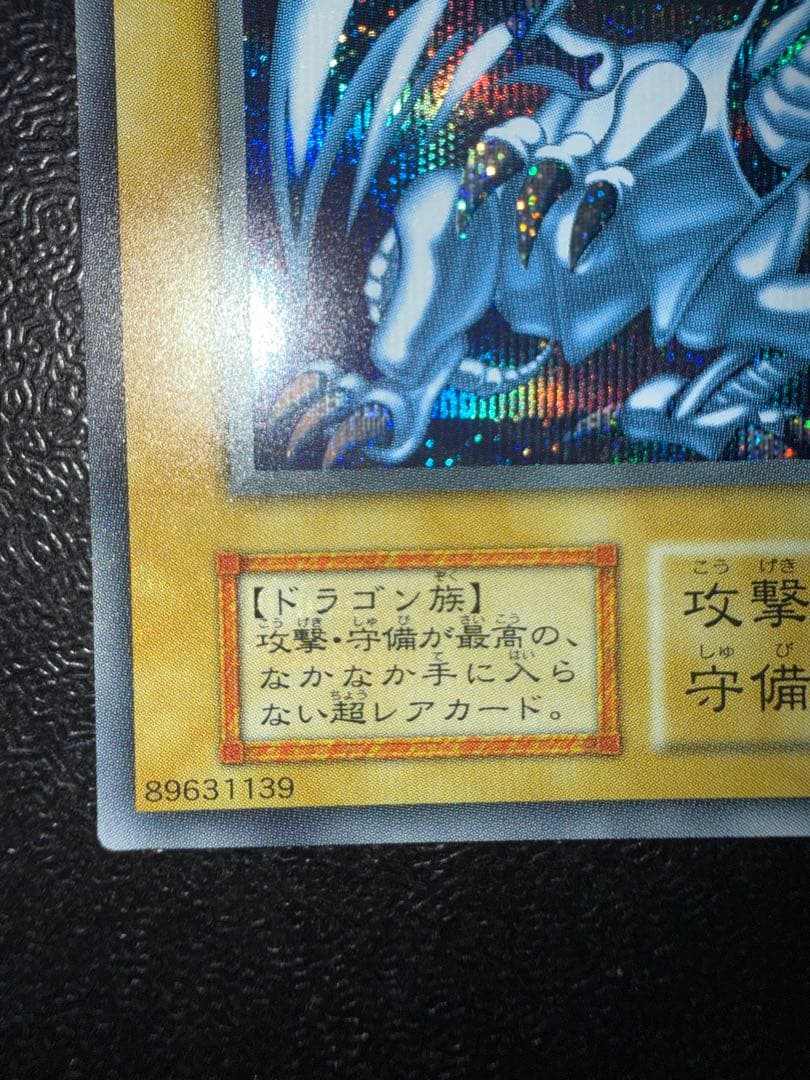 【ドラゴン族】
攻撃・守備が最高の、
なかなか手に入ら
ない超レアカード。
攻撃
守備
89631139